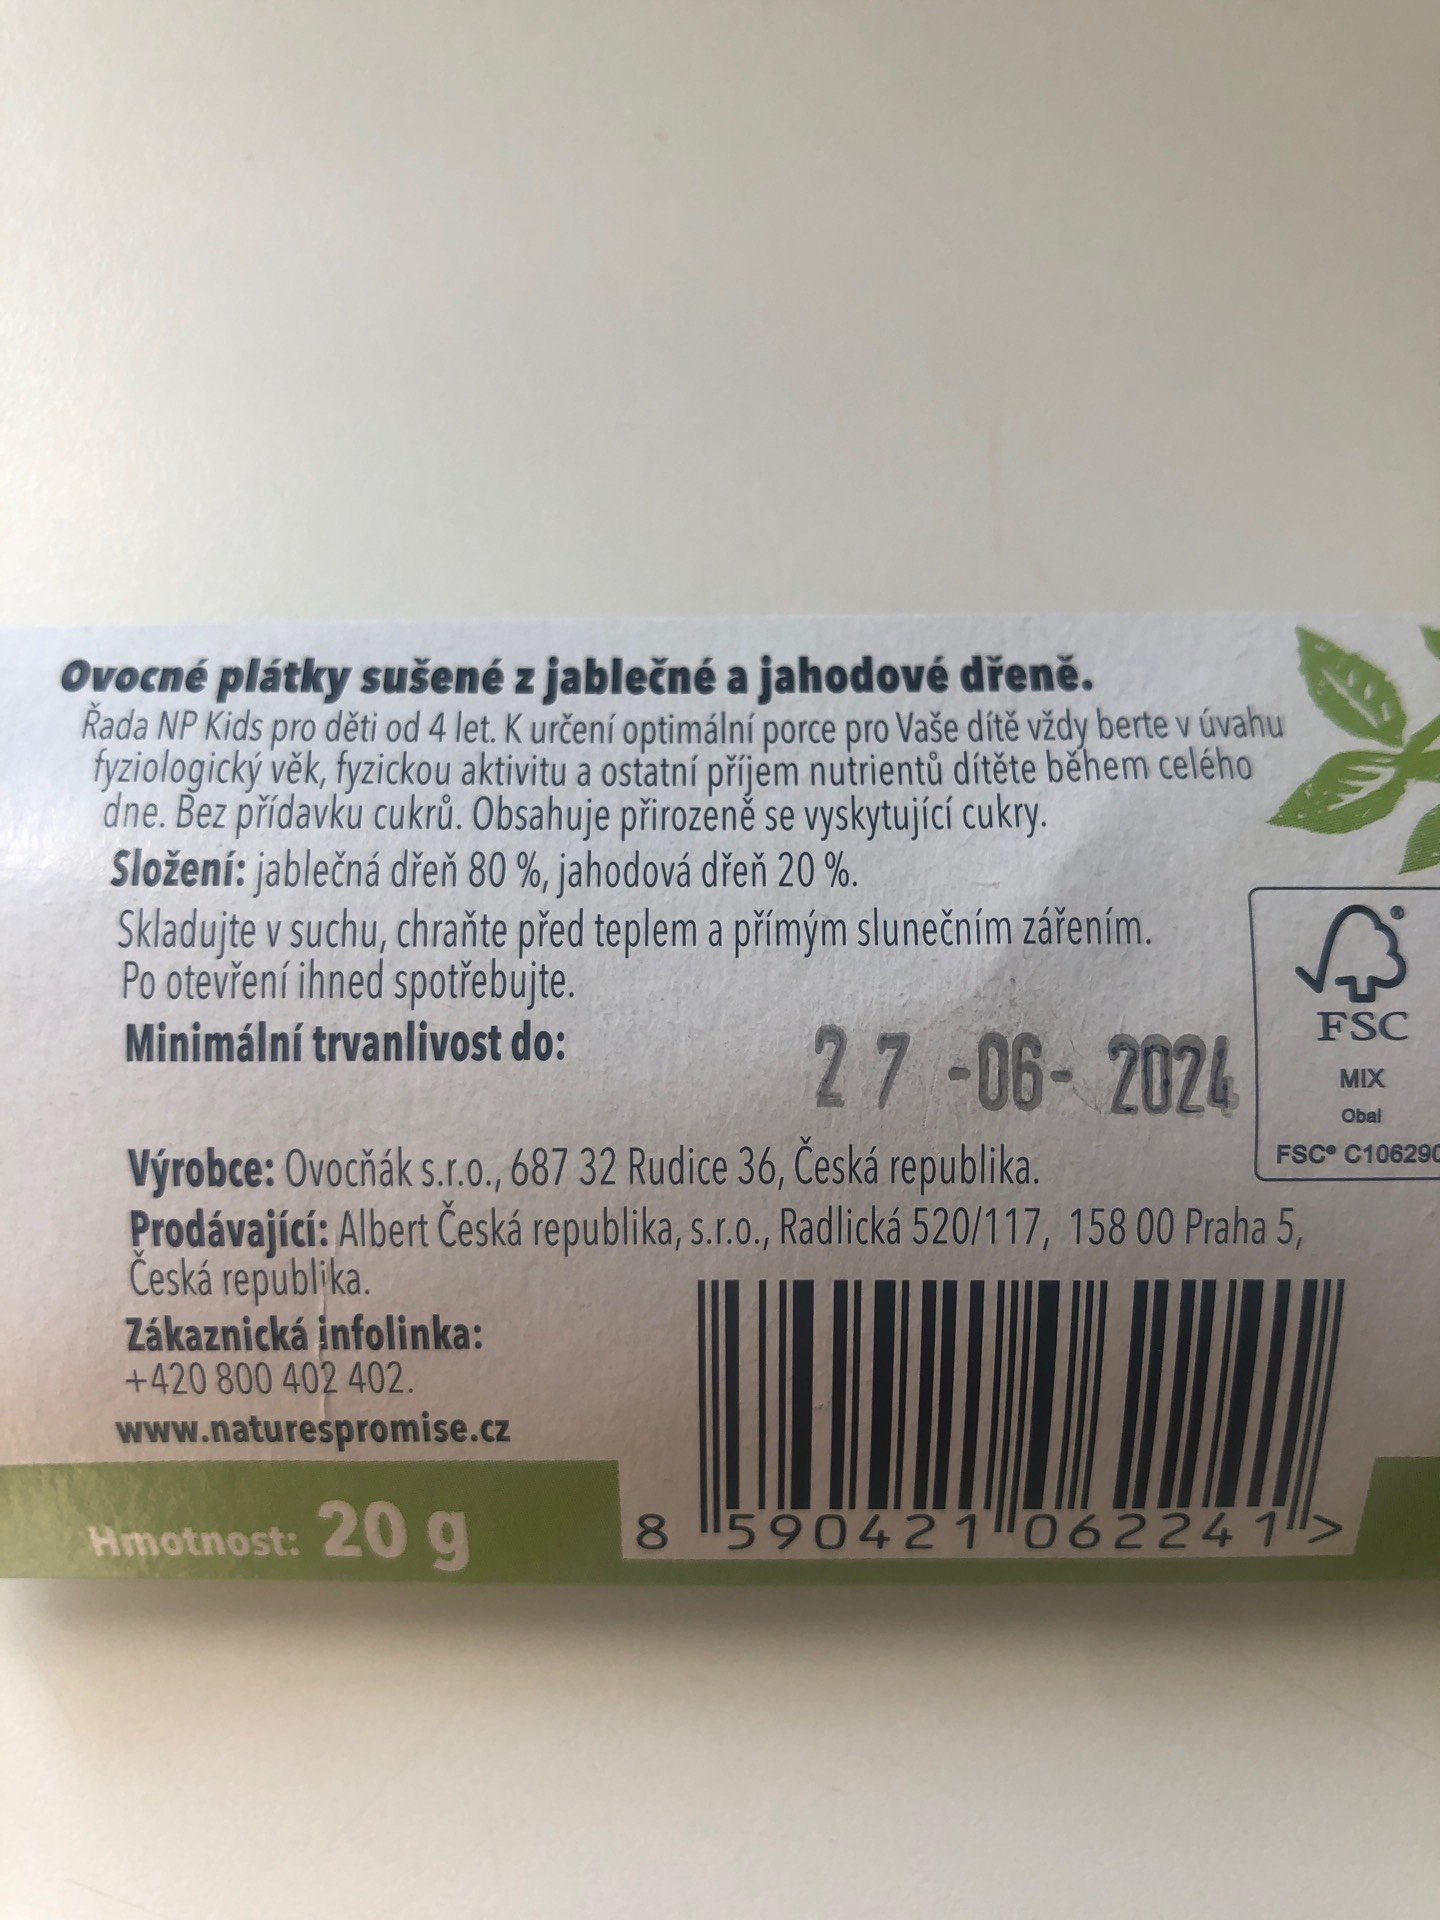 Ovocné plátky sušené z jablečné a jahodové dřeně.
Řada NP Kids pro děti od 4 let. K určení optimální porce pro Vaše dítě vždy berte v úvahu
fyziologický věk, fyzickou aktivitu a ostatní příjem nutrientů dítěte během celého
dne. Bez přídavku cukrů. Obsahuje přirozeně se vyskytující cukry.
Složení: jablečná dřeň 80 %, jahodová dřeň 20 %.
Skladujte v suchu, chraňte před teplem a přímým slunečním zářením.
Po otevření ihned spotřebujte.
Minimální trvanlivost do: 27 -06- 2024
FSC®
MIX
Obal
FSC® C106290
Výrobce: Ovocňák s.r.o., 687 32 Rudice 36, Česká republika.
Prodávající: Albert Česká republika, s.r.o., Radlická 520/117, 158 00 Praha 5,
Česká republika.
Zákaznická infolinka:
+420 800 402 402.
www.naturespromise.cz
Hmotnost: 20 g
8 590421 062241 >